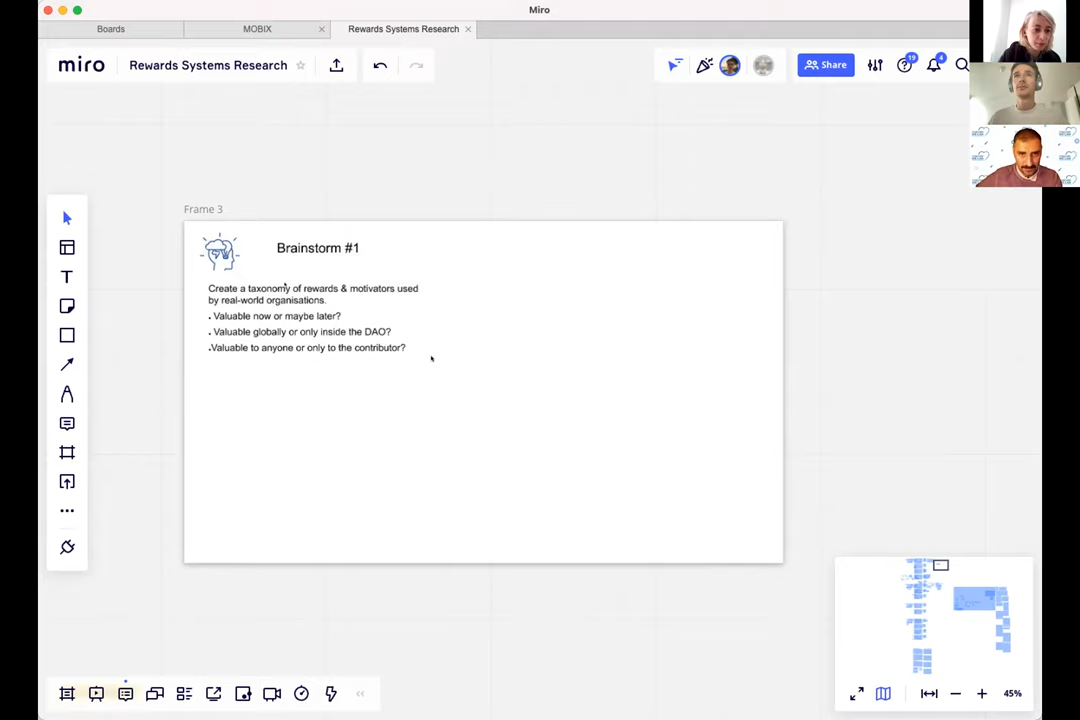 Miro
Boards
MOBIX
Rewards Systems Research
miro
Rewards Systems Research
Share
19
4
Frame 3
Brainstorm #1
Create a taxonomy of rewards & motivators used
by real-world organisations.
. Valuable now or maybe later?
. Valuable globally or only inside the DAO?
.Valuable to anyone or only to the contributor?
45%